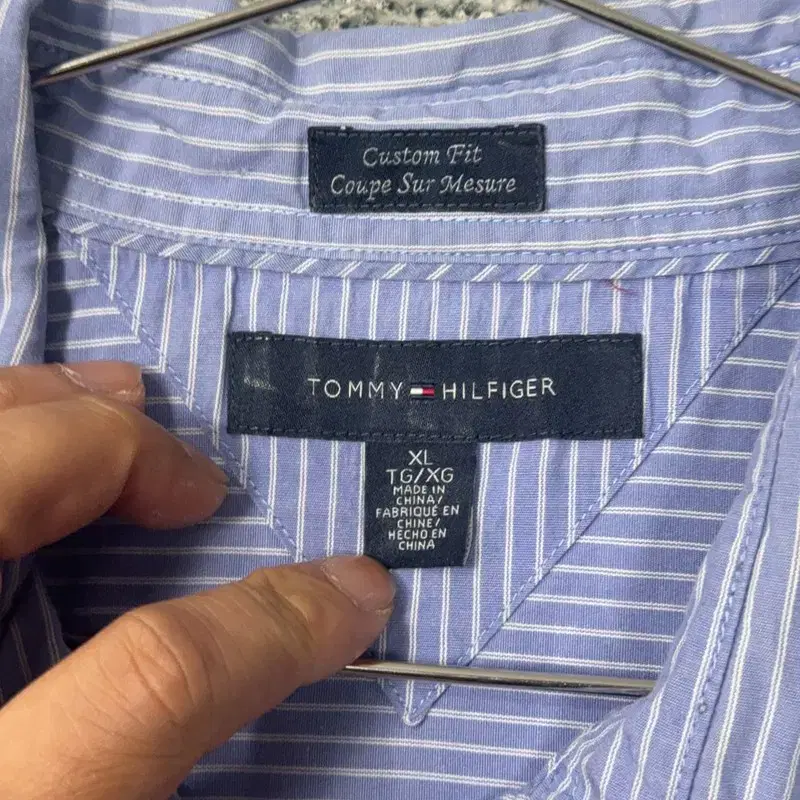 Custom Fit
Coupe Sur Mesure
TOMMY HILFIGER
XL
TG/XG
MADE IN
CHINA/
FABRIQUÉ EN
CHINE/
HECHO EN
CHINA